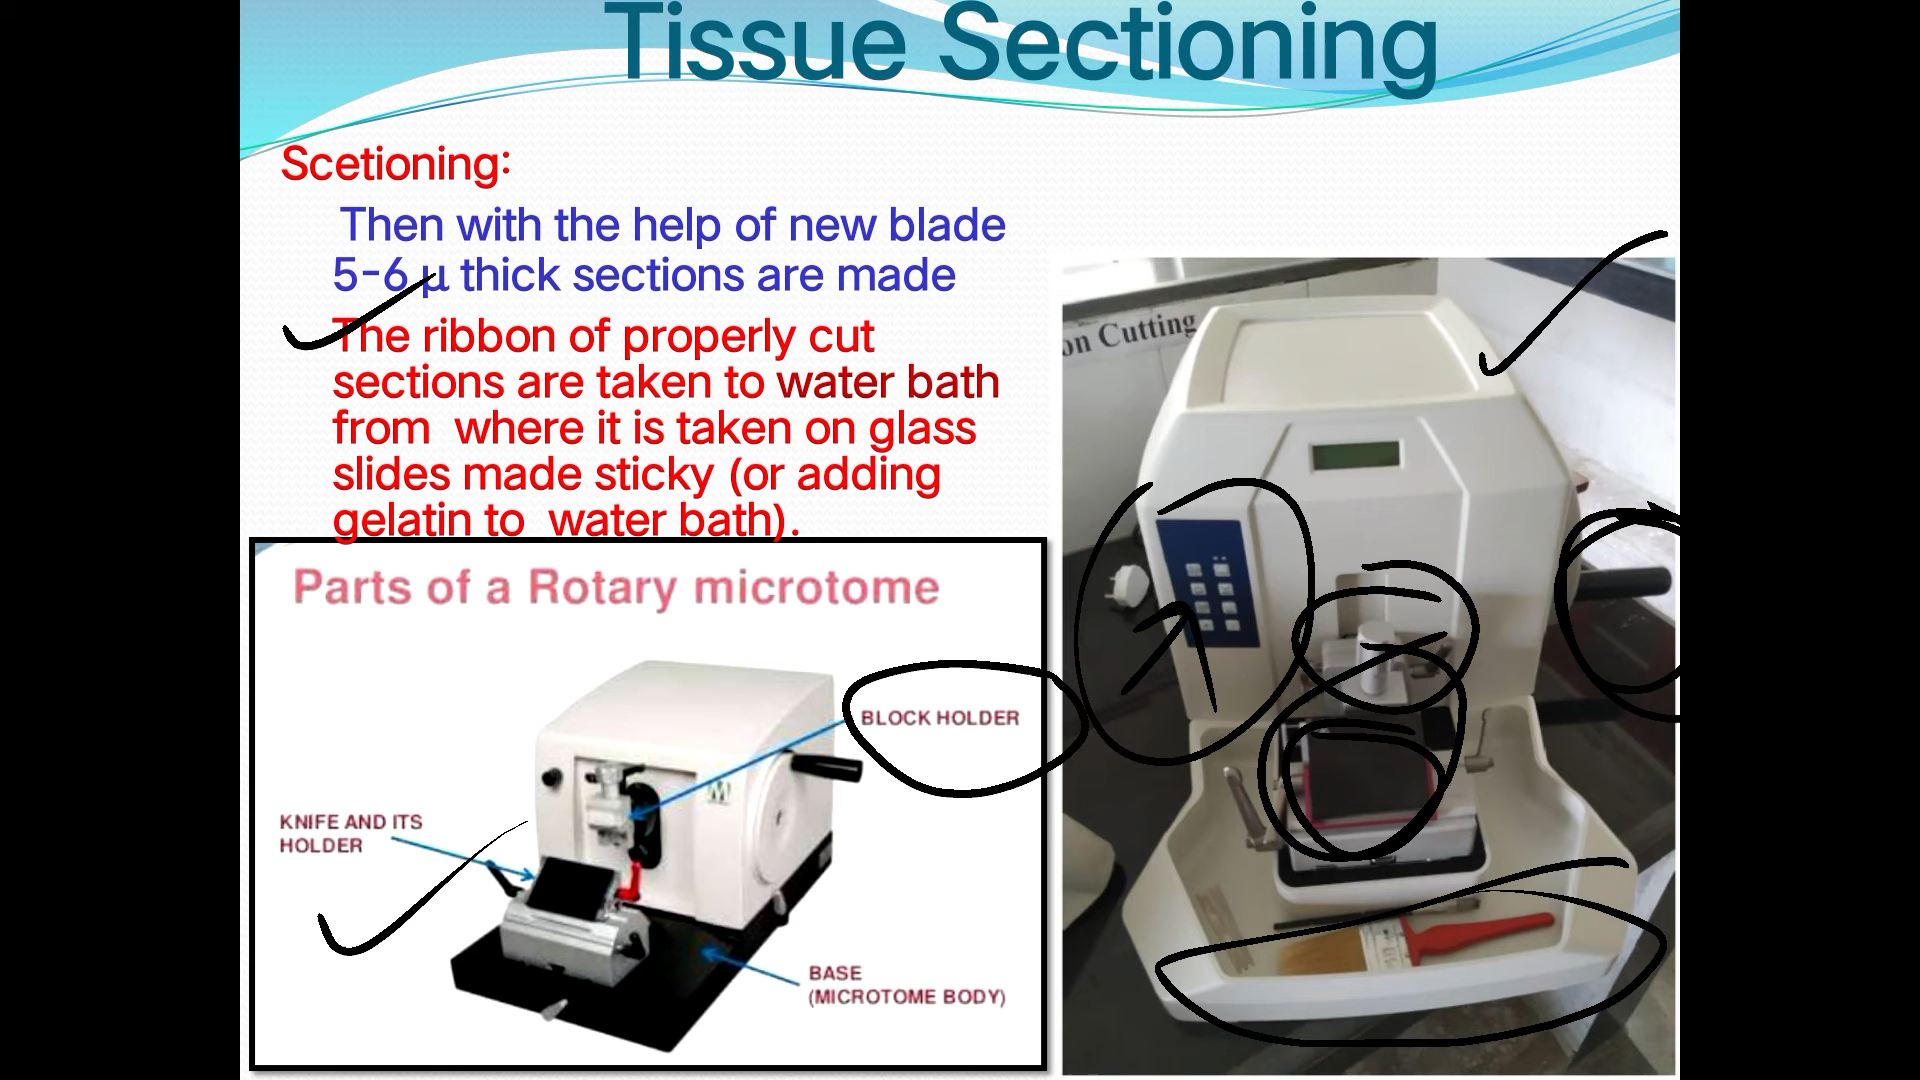 Tissue Sectioning
Scetioning:
Then with the help of new blade
5-6 µ thick sections are made
The ribbon of properly cut
sections are taken to water bath
from where it is taken on glass
slides made sticky (or adding
gelatin to water bath).
Parts of a Rotary microtome
BLOCK HOLDER
KNIFE AND ITS
HOLDER
BASE
(MICROTOME BODY)
M
on Cutting